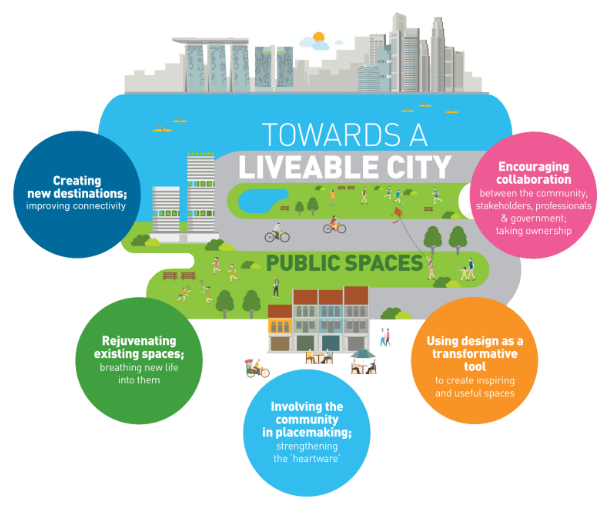 TOWARDS A
LIVEABLE CITY
PUBLIC SPACES
Creating
new destinations;
improving connectivity
Encouraging
collaboration
between the community,
stakeholders, professionals
& government;
taking ownership
Rejuvenating
existing spaces;
breathing new life
into them
Involving the
community
in placemaking;
strengthening
the 'heartware'
Using design as a
transformative
tool
to create inspiring
and useful spaces